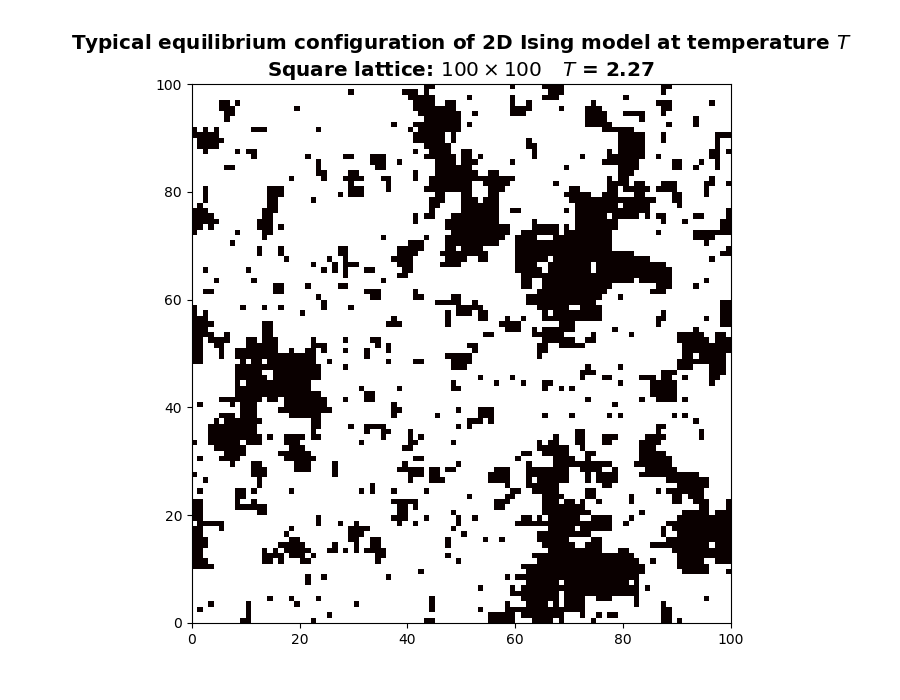 Typical equilibrium configuration of 2D Ising model at temperature T
Square lattice: 100 × 100 T = 2.27
100
80
60
40
20
0
0 20 40 60 80 100